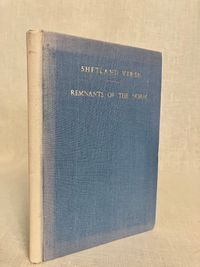 SHETLAND VERSE
REMNANTS OF THE NORN